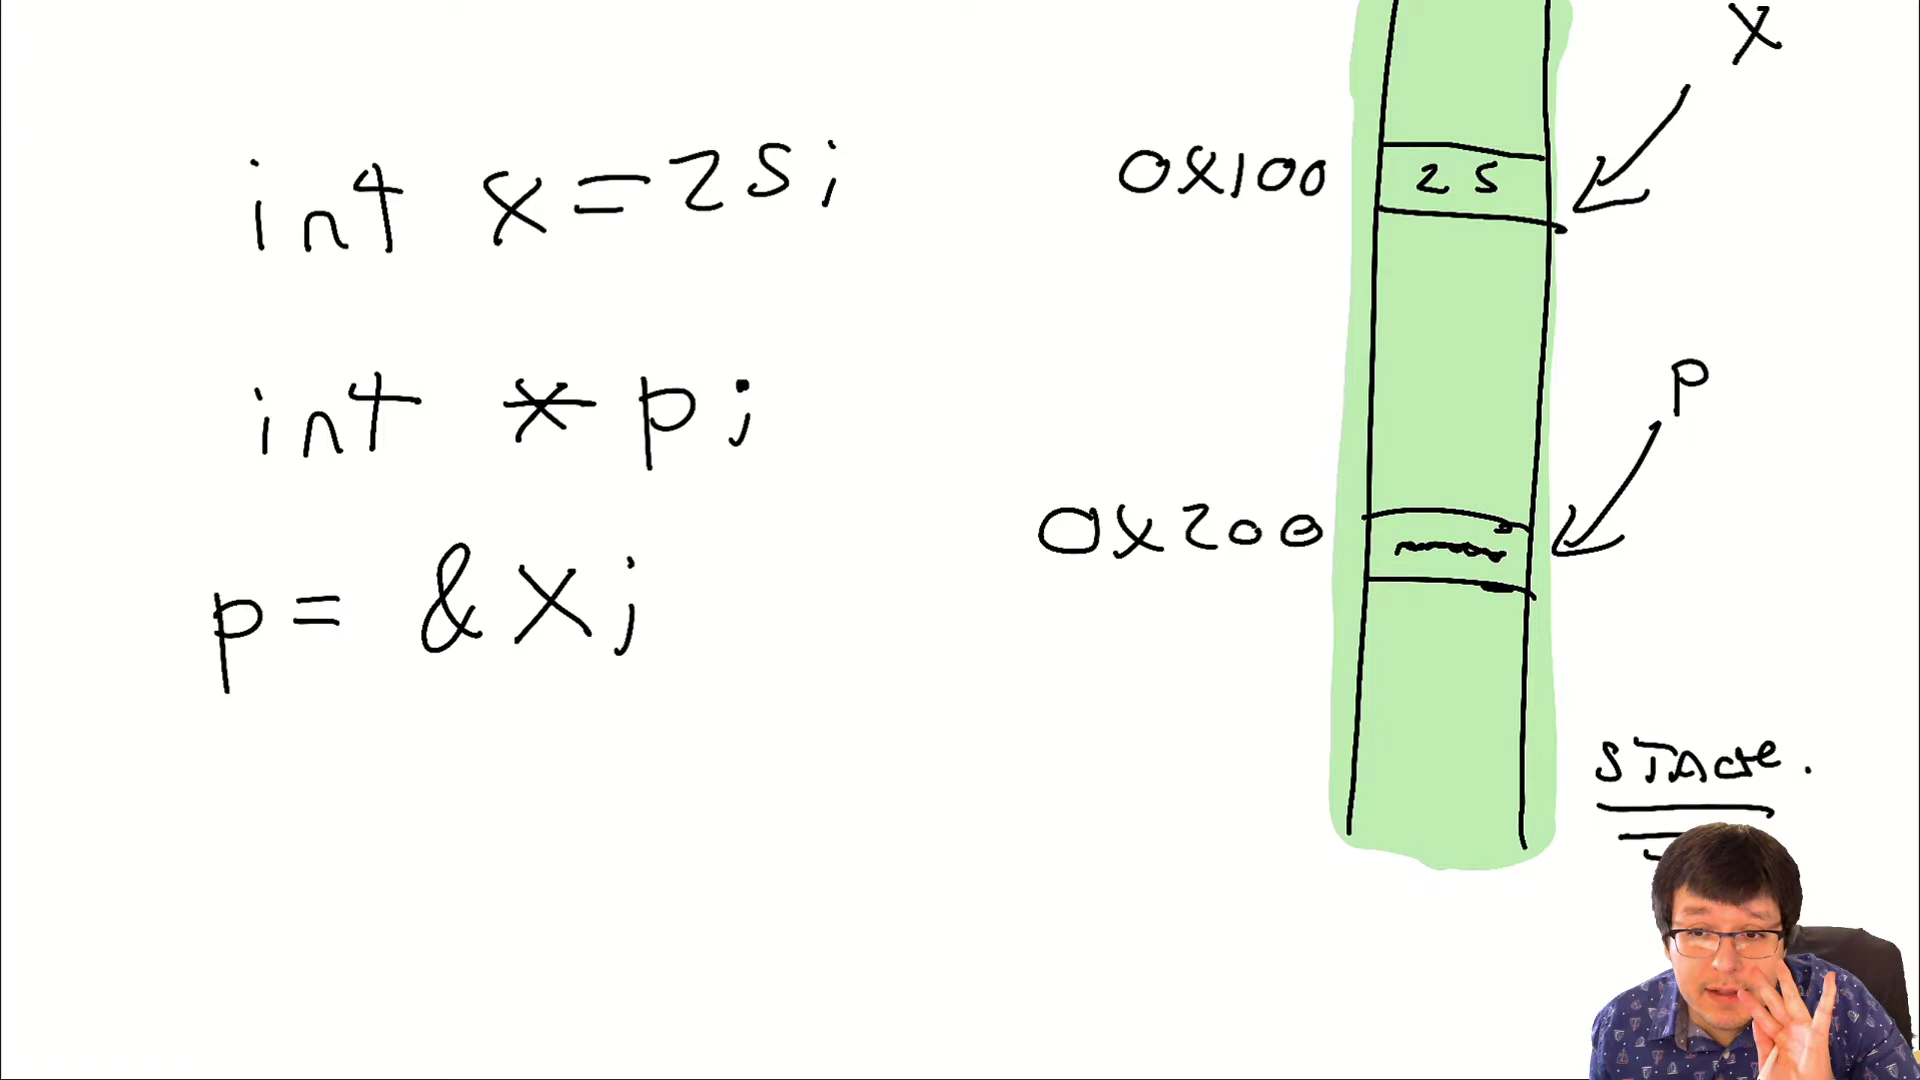 int x=25;
int * p;
p= &x;
X
0x100
25
p
0x200
STACK.